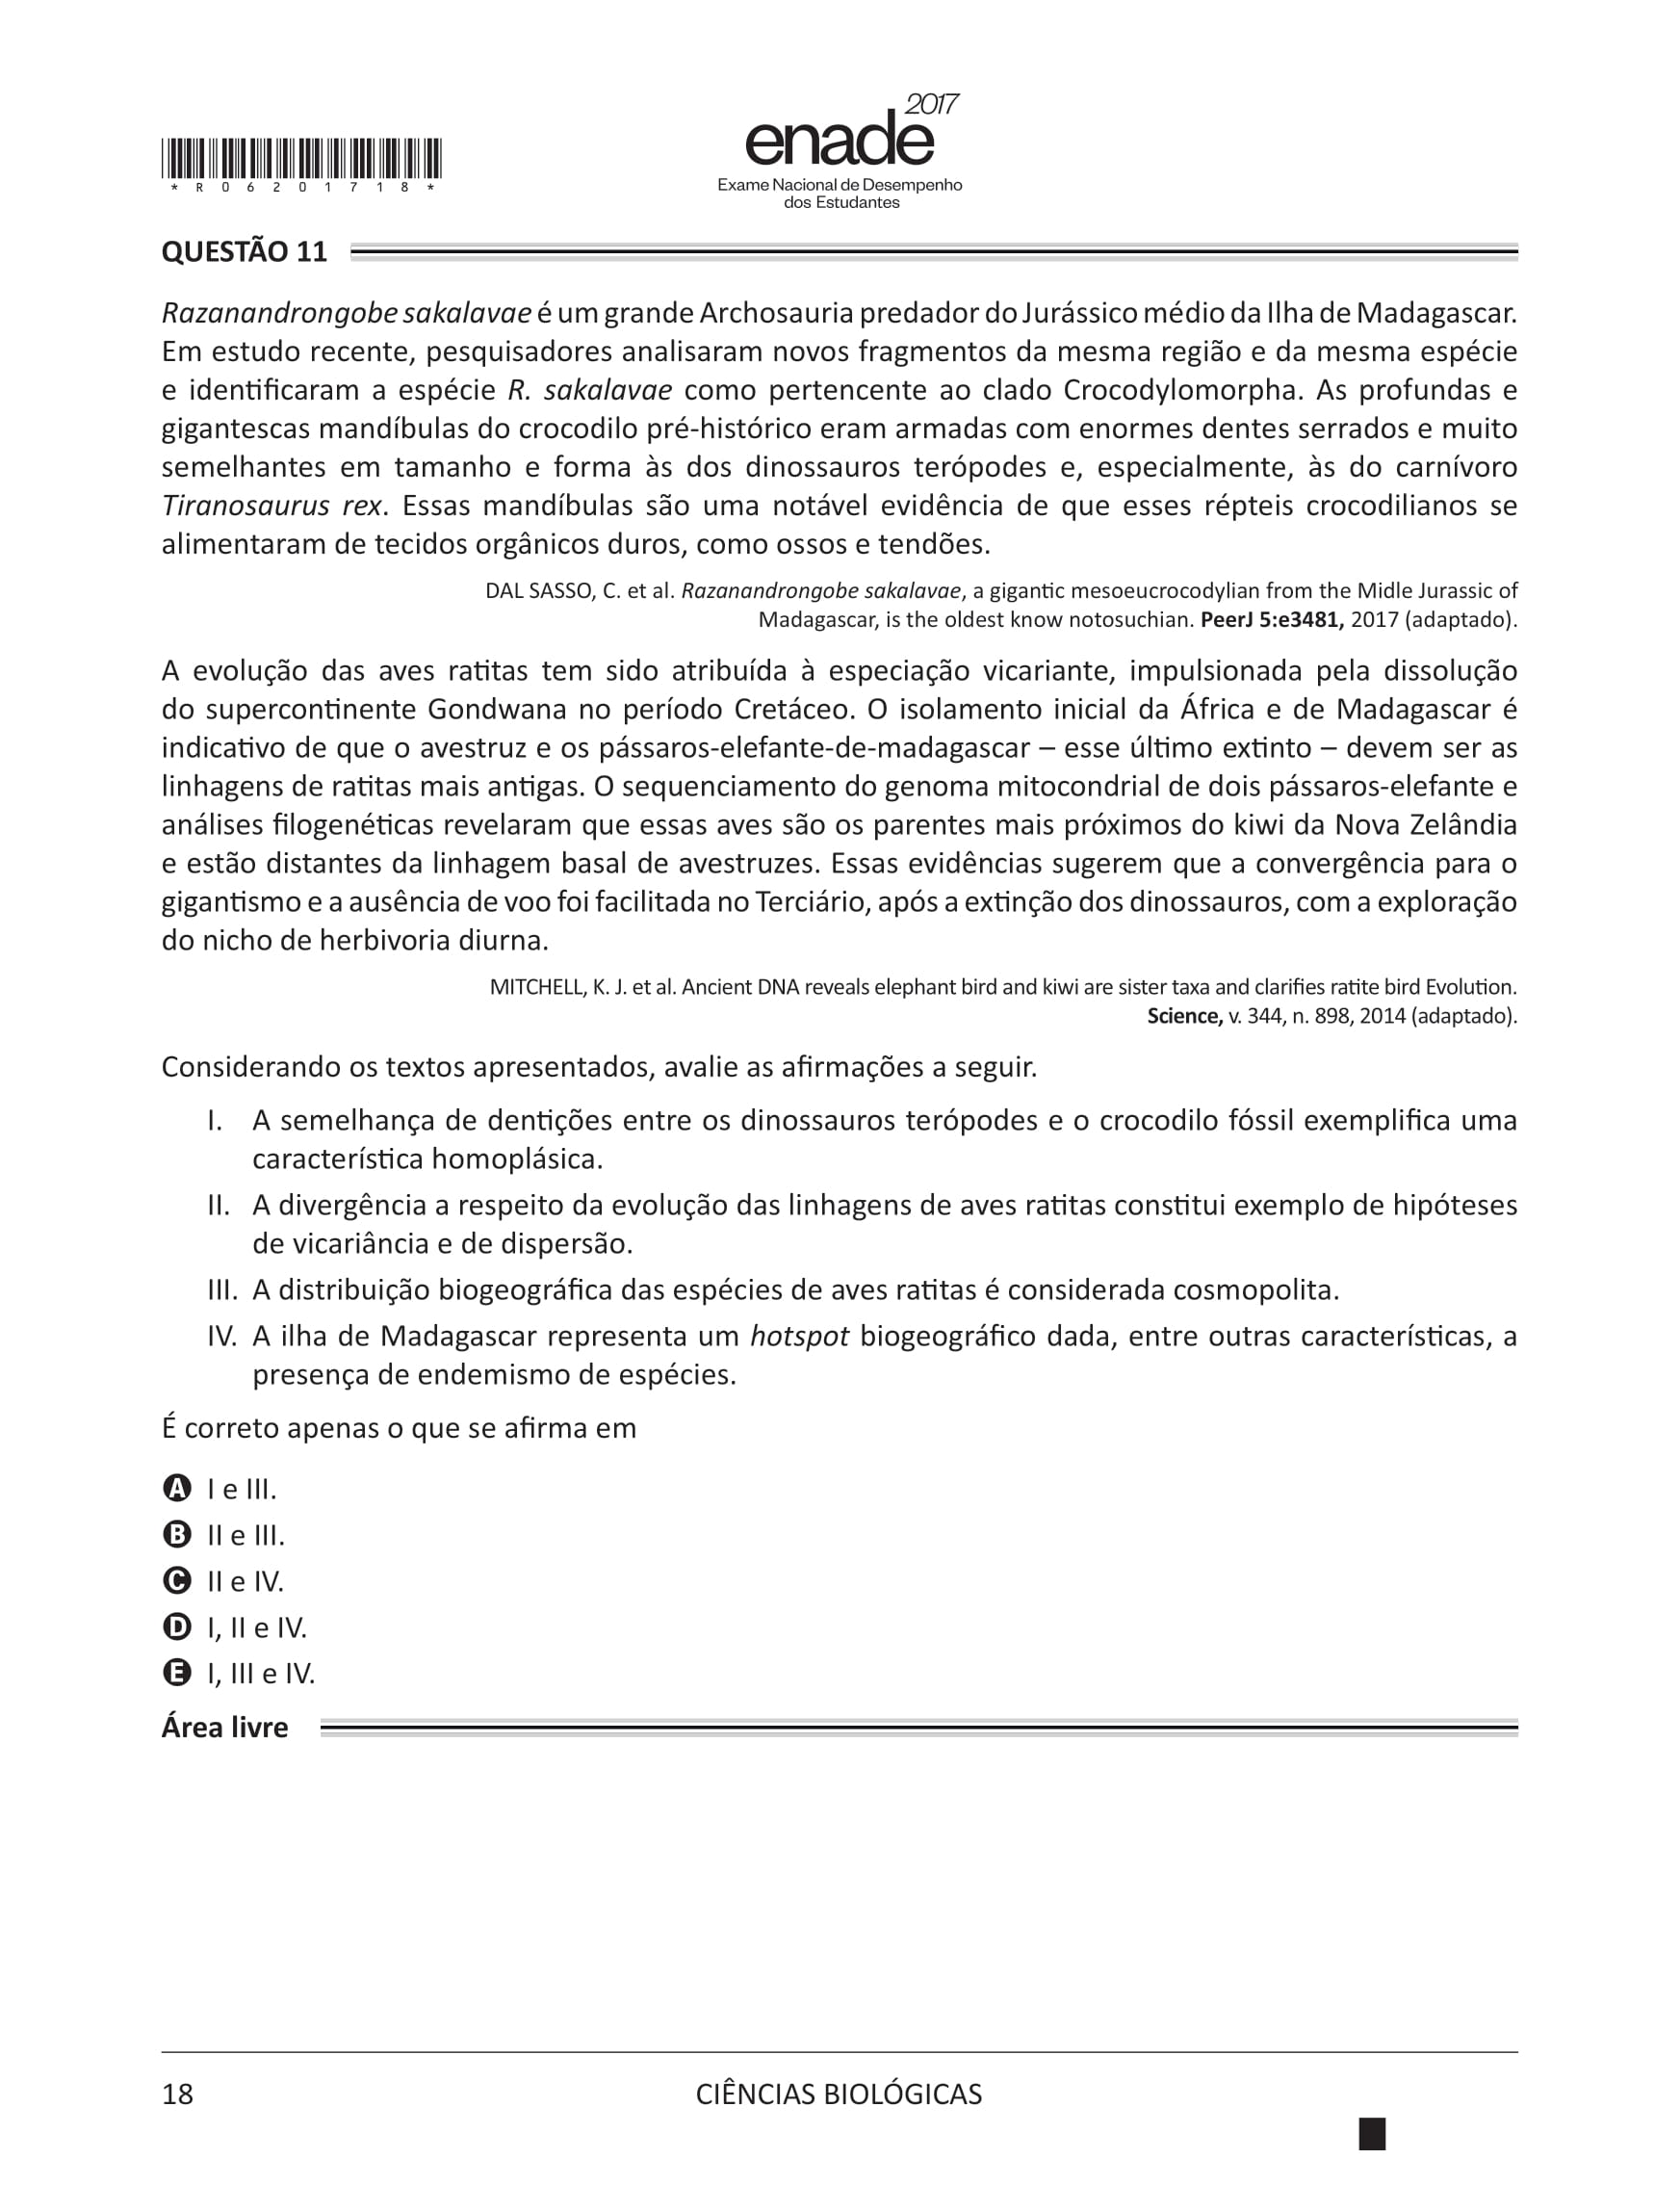 2017
enade
Exame Nacional de Desempenho
dos Estudantes
* R 0 6 2 0 1 7 1 8 *
QUESTÃO 11
Razanandrongobe sakalavae é um grande Archosauria predador do Jurássico médio da Ilha de Madagascar.
Em estudo recente, pesquisadores analisaram novos fragmentos da mesma região e da mesma espécie
e identificaram a espécie R. sakalavae como pertencente ao clado Crocodylomorpha. As profundas e
gigantescas mandíbulas do crocodilo pré-histórico eram armadas com enormes dentes serrados e muito
semelhantes em tamanho e forma às dos dinossauros terópodes e, especialmente, às do carnívoro
Tiranosaurus rex. Essas mandíbulas são uma notável evidência de que esses répteis crocodilianos se
alimentaram de tecidos orgânicos duros, como ossos e tendões.
DAL SASSO, C. et al. Razanandrongobe sakalavae, a gigantic mesoeucrocodylian from the Midle Jurassic of
Madagascar, is the oldest know notosuchian. PeerJ 5:e3481, 2017 (adaptado).
A evolução das aves ratitas tem sido atribuída à especiação vicariante, impulsionada pela dissolução
do supercontinente Gondwana no período Cretáceo. O isolamento inicial da África e de Madagascar é
indicativo de que o avestruz e os pássaros-elefante-de-madagascar – esse último extinto – devem ser as
linhagens de ratitas mais antigas. O sequenciamento do genoma mitocondrial de dois pássaros-elefante e
análises filogenéticas revelaram que essas aves são os parentes mais próximos do kiwi da Nova Zelândia
e estão distantes da linhagem basal de avestruzes. Essas evidências sugerem que a convergência para o
gigantismo e a ausência de voo foi facilitada no Terciário, após a extinção dos dinossauros, com a exploração
do nicho de herbivoria diurna.
MITCHELL, K. J. et al. Ancient DNA reveals elephant bird and kiwi are sister taxa and clarifies ratite bird Evolution.
Science, v. 344, n. 898, 2014 (adaptado).
Considerando os textos apresentados, avalie as afirmações a seguir.
I. A semelhança de dentições entre os dinossauros terópodes e o crocodilo fóssil exemplifica uma
característica homoplásica.
II. A divergência a respeito da evolução das linhagens de aves ratitas constitui exemplo de hipóteses
de vicariância e de dispersão.
III. A distribuição biogeográfica das espécies de aves ratitas é considerada cosmopolita.
IV. A ilha de Madagascar representa um hotspot biogeográfico dada, entre outras características, a
presença de endemismo de espécies.
É correto apenas o que se afirma em
A I e III.
B II e III.
C II e IV.
D I, II e IV.
E I, III e IV.
Área livre
18
CIÊNCIAS BIOLÓGICAS